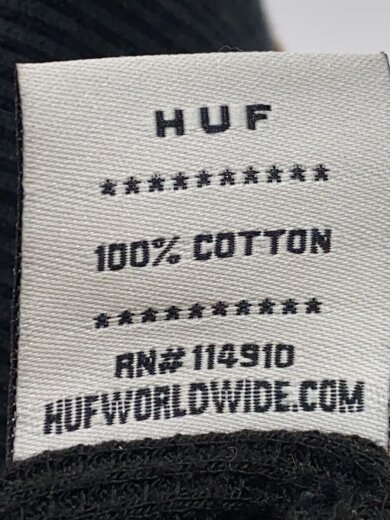 HUF
***********
100% COTTON
***********
RN# 114910
HUFWORLDWIDE.COM